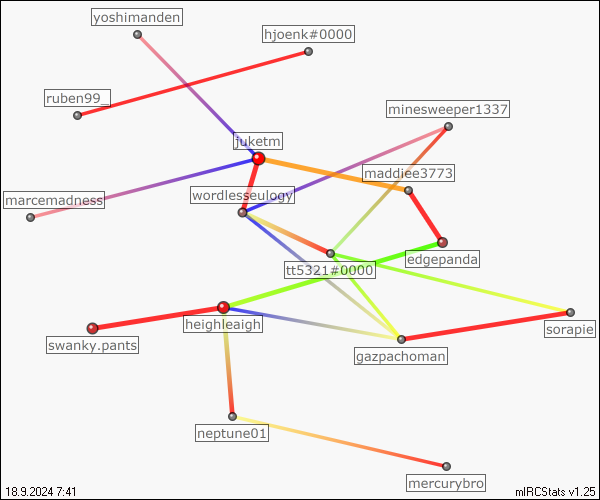 yoshimanden
hjoenk#0000
ruben99_
minesweeper1337
juketm
maddiee3773
marcemadness
wordlesseulogy
edgepanda
tt5321#0000
heighleaigh
sorapie
swanky.pants
gazpachoman
neptune01
mercurybro
18.9.2024 7:41
mIRCStats v1.25